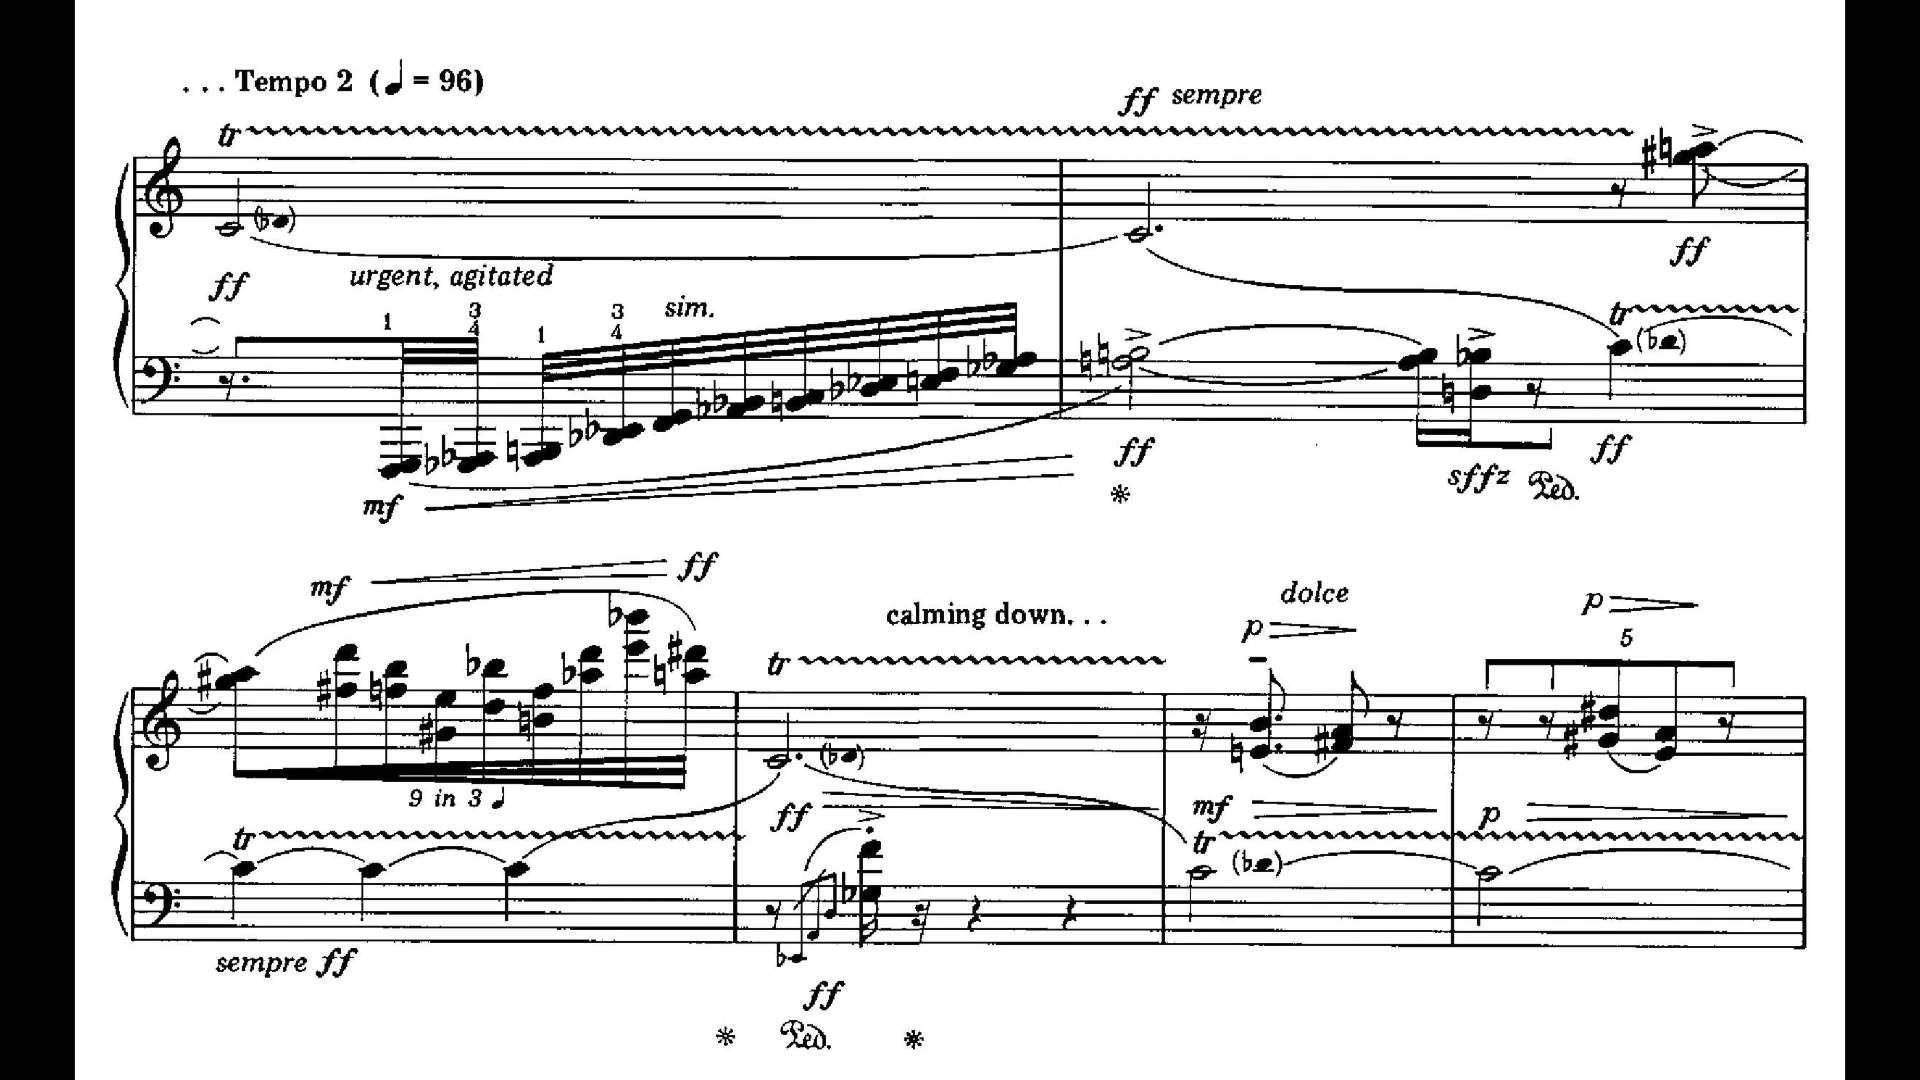 . . . Tempo 2 (♩ = 96)
ff sempre
tr
ff
urgent, agitated
ff
1
3
4
1
3
4
sim.
tr
mf
ff
sffz
Ped.
ff
mf
ff
calming down. . .
p
dolce
p
5
tr
9 in 3 ♩
ff
mf
p
tr
tr
sempre ff
ff
Ped.